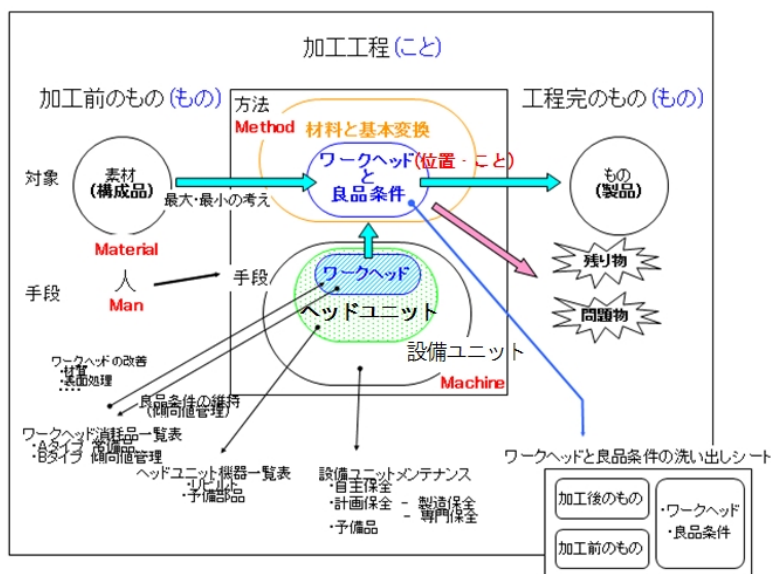 加工工程(こと)
加工前のもの(もの)
工程完のもの(もの)
方法
Method
材料と基本変換
対象
素材
(構成品)
ワークヘッド(位置・こと)
と
良品条件
もの
(製品)
最大・最小の考え
Material
人
Man
手段
手段
ワークヘッド
ヘッドユニット
設備ユニット
Machine
残り物
問題物
ワークヘッドの改善
・材質
・表面処理
・・・・
良品条件の維持
(傾向値管理)
ワークヘッド消耗品一覧表
・Aタイプ 常備品
・Bタイプ 傾向値管理
ヘッドユニット機器一覧表
・リビルト
・予備部品
設備ユニットメンテナンス
・自主保全
・計画保全 - 製造保全
- 専門保全
・予備品
ワークヘッドと良品条件の洗い出しシート
加工後のもの
加工前のもの
・ワークヘッド
・良品条件